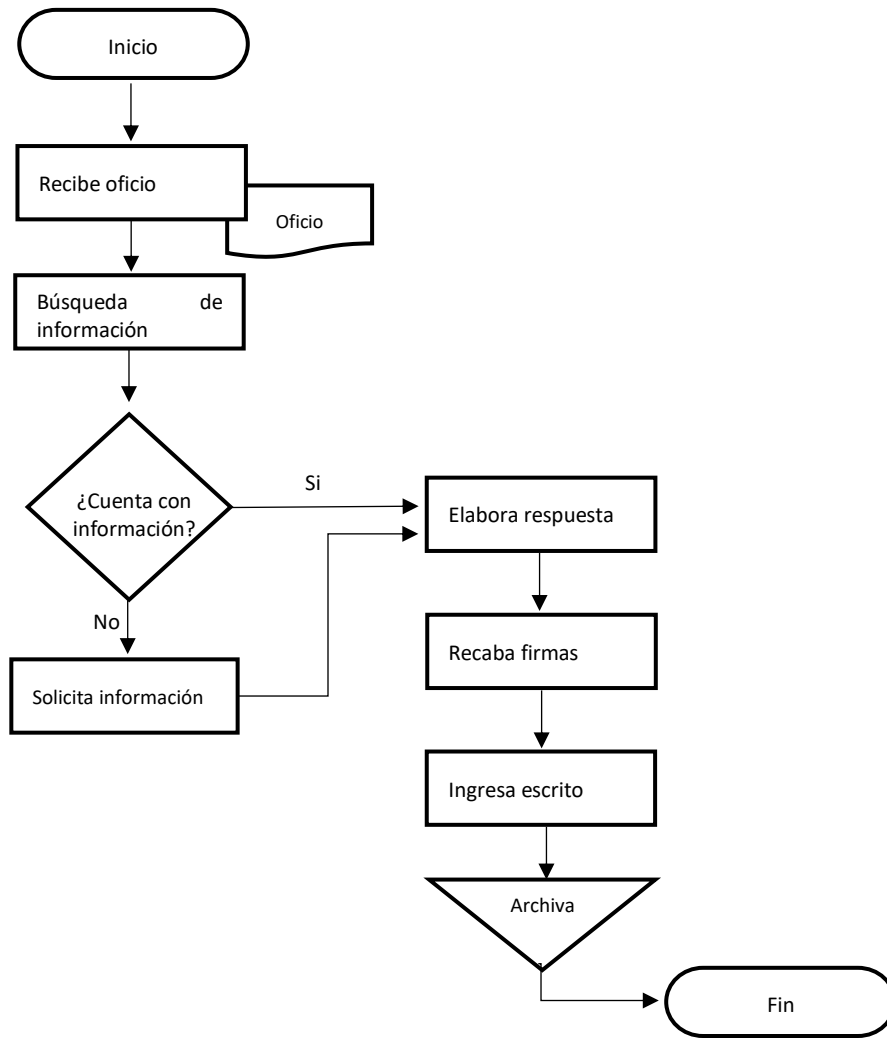 Inicio
Recibe oficio
Oficio
Búsqueda de
información
¿Cuenta con
información?
Si
No
Solicita información
Elabora respuesta
Recaba firmas
Ingresa escrito
Archiva
Fin